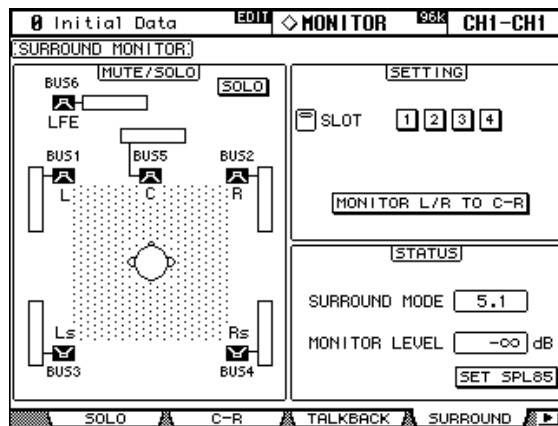 0 Initial Data EDIT ◇MONITOR 96k CH1-CH1
SURROUND MONITOR
MUTE/SOLO
SOLO
BUS6
LFE
BUS1 BUS5 BUS2
L C R
Ls Rs
BUS3 BUS4
SETTING
SLOT 1 2 3 4
MONITOR L/R TO C-R
STATUS
SURROUND MODE 5.1
MONITOR LEVEL -∞ dB
SET SPL85
SOLO C-R TALKBACK SURROUND